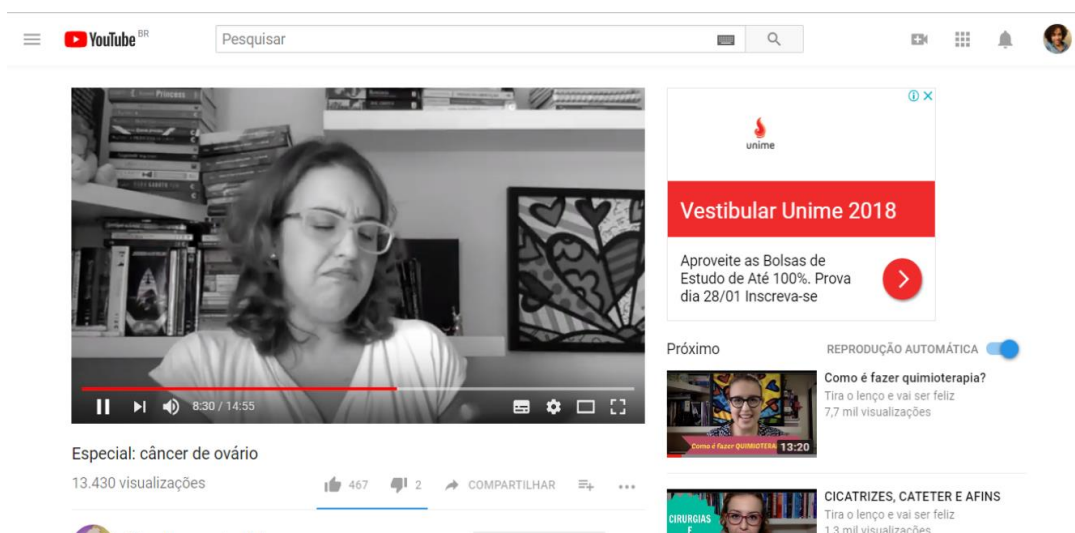 YouTube BR
Pesquisar
Princess
8:30 / 14:55
Especial: câncer de ovário
13.430 visualizações
467
2
COMPARTILHAR
unime
Vestibular Unime 2018
Aproveite as Bolsas de
Estudo de Até 100%. Prova
dia 28/01 Inscreva-se
Próximo
REPRODUÇÃO AUTOMÁTICA
Como é fazer QUIMIOTERA
13:20
Como é fazer quimioterapia?
Tira o lenço e vai ser feliz
7,7 mil visualizações
CIRURGIAS
E
CICATRIZES, CATETER E AFINS
Tira o lenço e vai ser feliz
1,3 mil visualizações